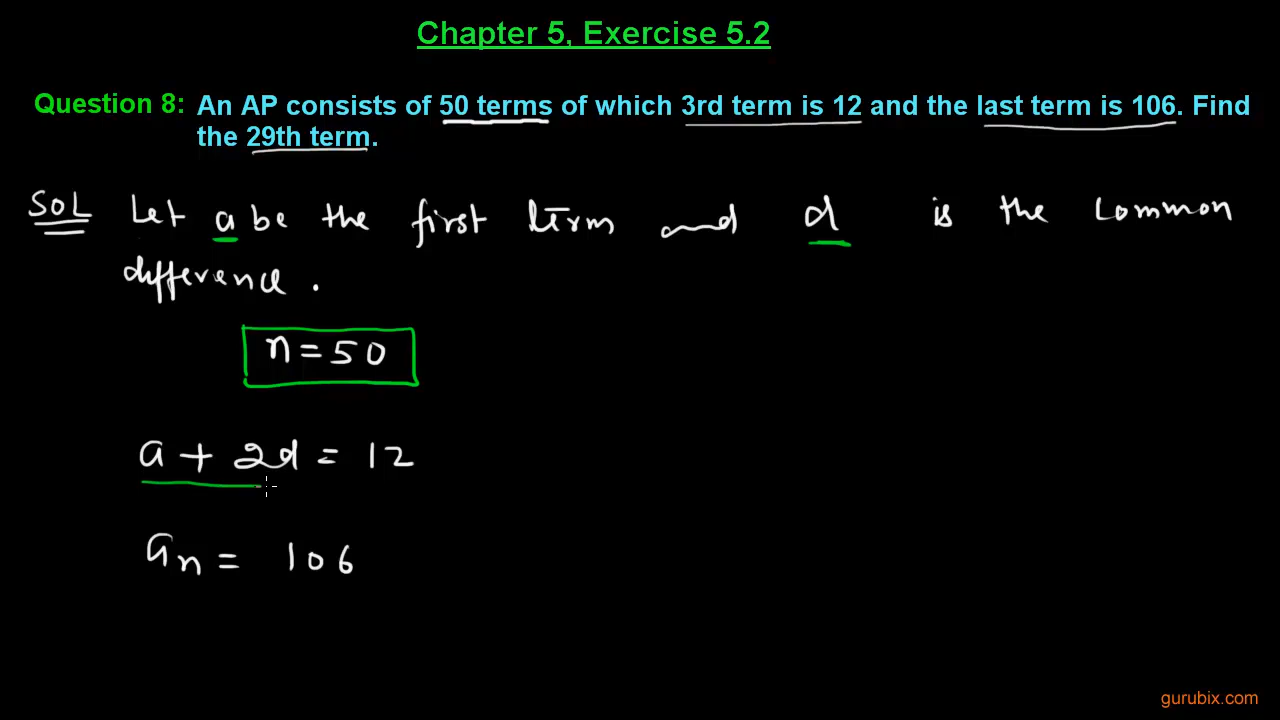 Chapter 5, Exercise 5.2
Question 8: An AP consists of 50 terms of which 3rd term is 12 and the last term is 106. Find
the 29th term.
SOL Let a be the first term and d is the common
difference.
n = 50
a + 2d = 12
aₙ = 106
gurubix.com